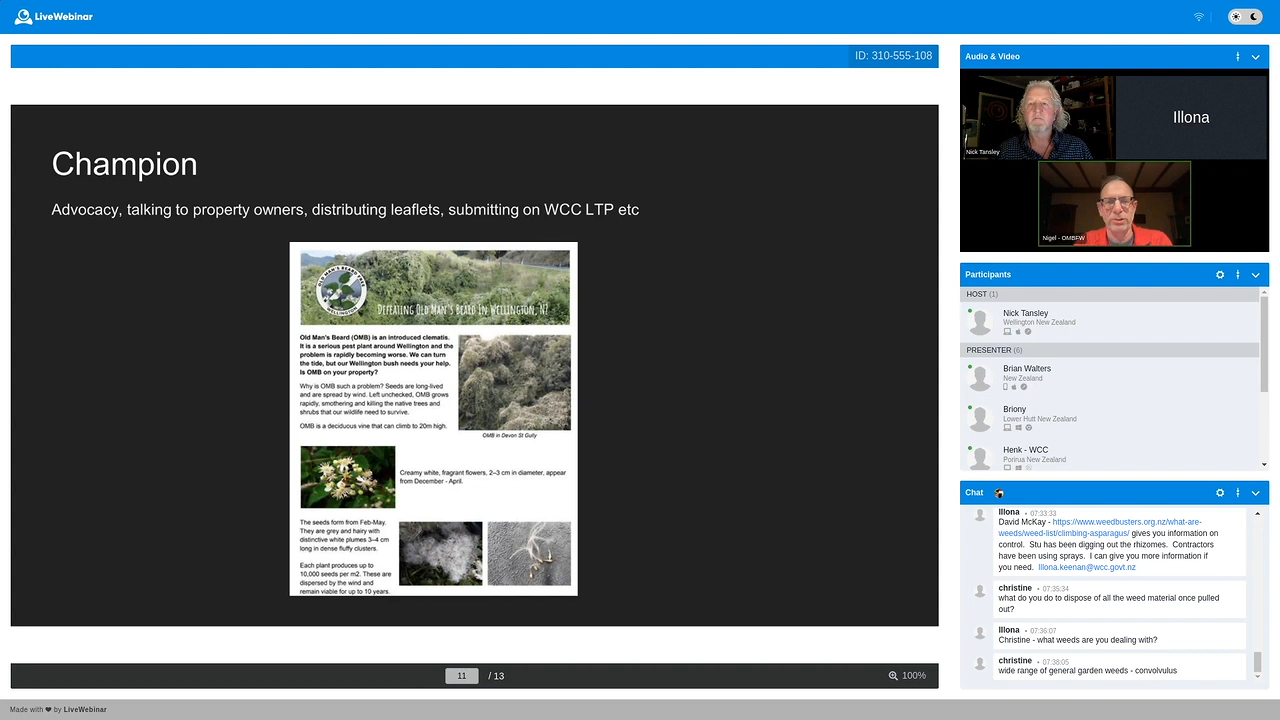 LiveWebinar
ID: 310-555-108
Champion
Advocacy, talking to property owners, distributing leaflets, submitting on WCC LTP etc
OLD MAN'S BEARD FREE
WELLINGTON
Defeating Old Man's Beard In Wellington, NZ
Old Man's Beard (OMB) is an introduced clematis.
It is a serious pest plant around Wellington and the
problem is rapidly becoming worse. We can turn
the tide, but our Wellington bush needs your help.
Is OMB on your property?
Why is OMB such a problem? Seeds are long-lived
and are spread by wind. Left unchecked, OMB grows
rapidly, smothering and killing the native trees and
shrubs that our wildlife need to survive.
OMB is a deciduous vine that can climb to 20m high.
OMB in Devon St Gully
Creamy white, fragrant flowers, 2–3 cm in diameter, appear
from December - April.
The seeds form from Feb-May.
They are grey and hairy with
distinctive white plumes 3–4 cm
long in dense fluffy clusters.
Each plant produces up to
10,000 seeds per m2. These are
dispersed by the wind and
remain viable for up to 10 years.
11 / 13
100%
Audio & Video
Nick Tansley
Illona
Nigel - OMBFW
Participants
HOST (1)
Nick Tansley
Wellington New Zealand
PRESENTER (6)
Brian Walters
New Zealand
Briony
Lower Hutt New Zealand
Henk - WCC
Porirua New Zealand
Chat
Illona • 07:33:33
David McKay - https://www.weedbusters.org.nz/what-are-
weeds/weed-list/climbing-asparagus/ gives you information on
control. Stu has been digging out the rhizomes. Contractors
have been using sprays. I can give you more information if
you need. Illona.keenan@wcc.govt.nz
christine • 07:35:34
what do you do to dispose of all the weed material once pulled
out?
Illona • 07:36:07
Christine - what weeds are you dealing with?
christine • 07:38:05
wide range of general garden weeds - convolvulus
Made with ❤ by LiveWebinar